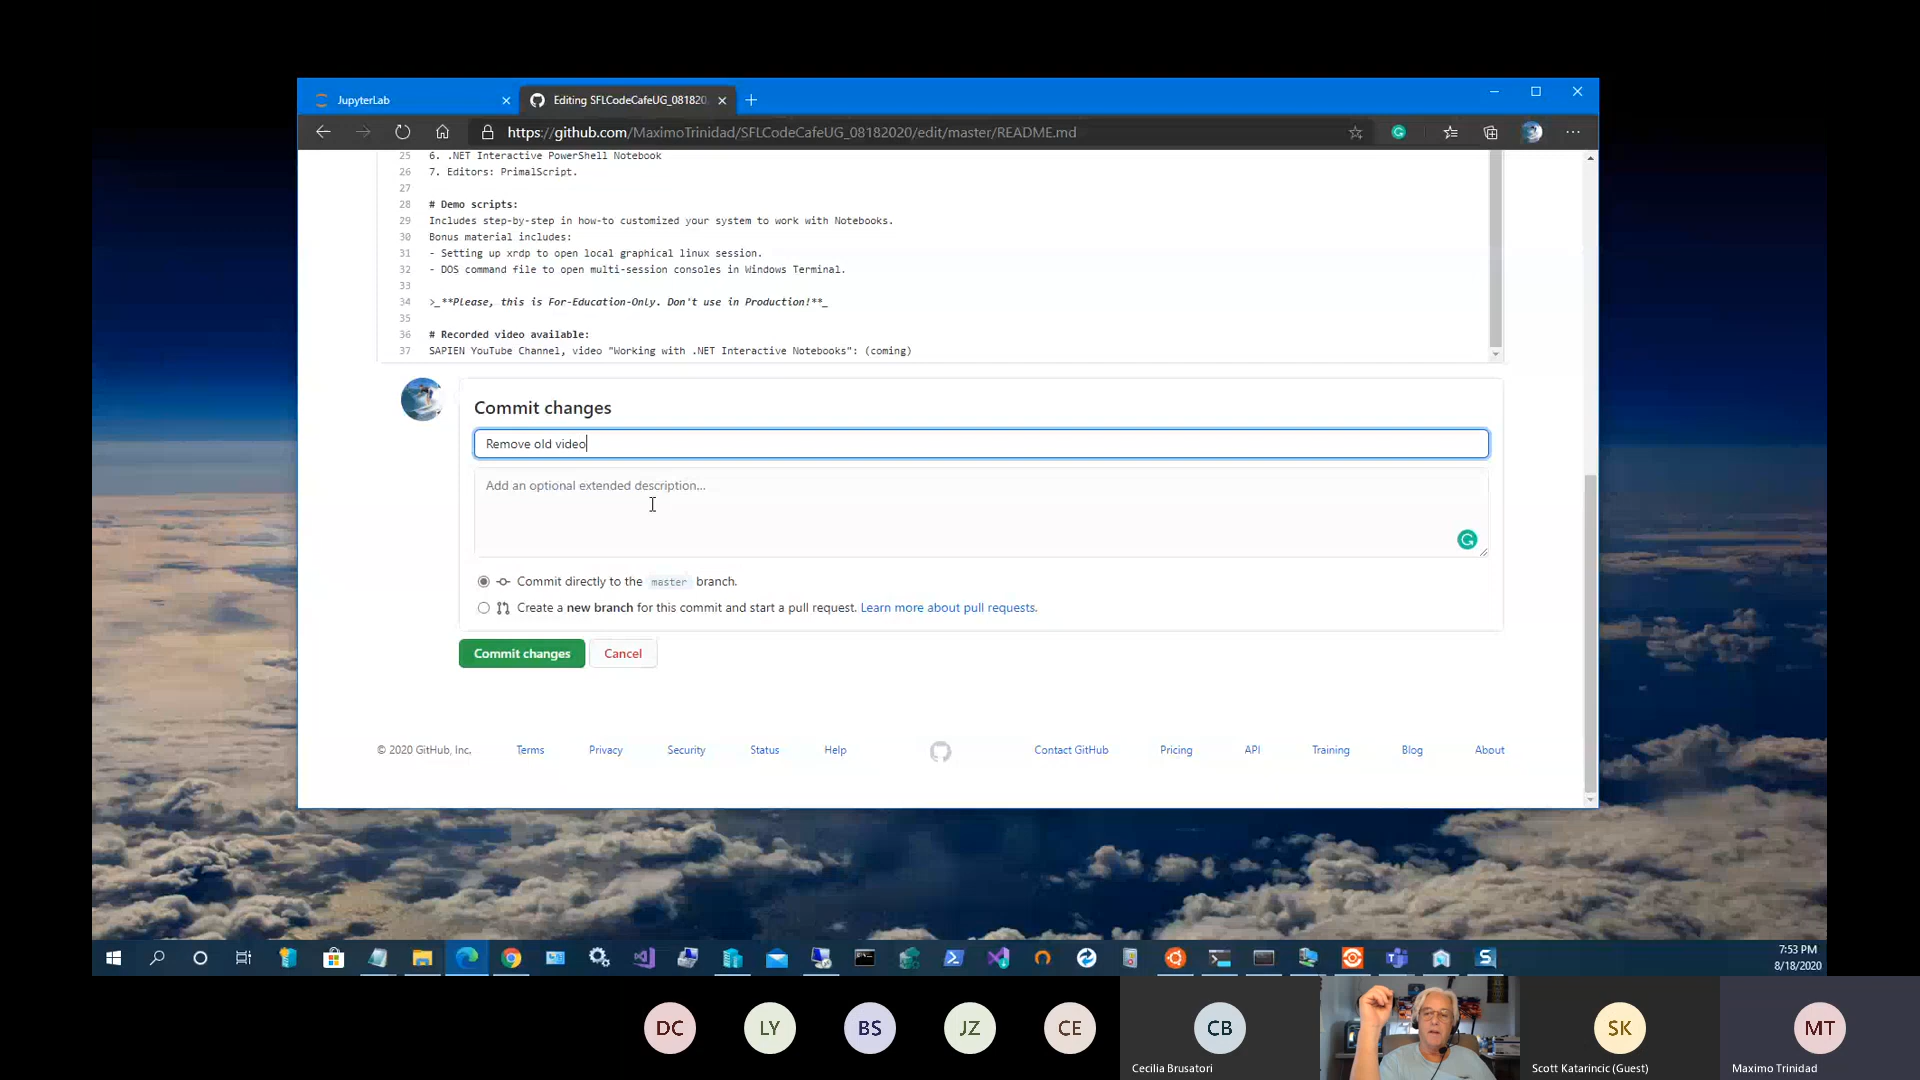 JupyterLab
Editing SFLCodeCafeUG_081820
https://github.com/MaximoTrinidad/SFLCodeCafeUG_08182020/edit/master/README.md
25 6. .NET Interactive PowerShell Notebook
26 7. Editors: PrimalScript.
27
28 # Demo scripts:
29 Includes step-by-step in how-to customized your system to work with Notebooks.
30 Bonus material includes:
31 - Setting up xrdp to open local graphical linux session.
32 - DOS command file to open multi-session consoles in Windows Terminal.
33
34 >_**Please, this is For-Education-Only. Don't use in Production!**_
35
36 # Recorded video available:
37 SAPIEN YouTube Channel, video "Working with .NET Interactive Notebooks": (coming)
Commit changes
Remove old video
Add an optional extended description...
Commit directly to the master branch.
Create a new branch for this commit and start a pull request. Learn more about pull requests.
Commit changes Cancel
© 2020 GitHub, Inc. Terms Privacy Security Status Help Contact GitHub Pricing API Training Blog About
7:53 PM
8/18/2020
DC LY BS JZ CE CB SK MT
Cecilia Brusatori Scott Katarincic (Guest) Maximo Trinidad